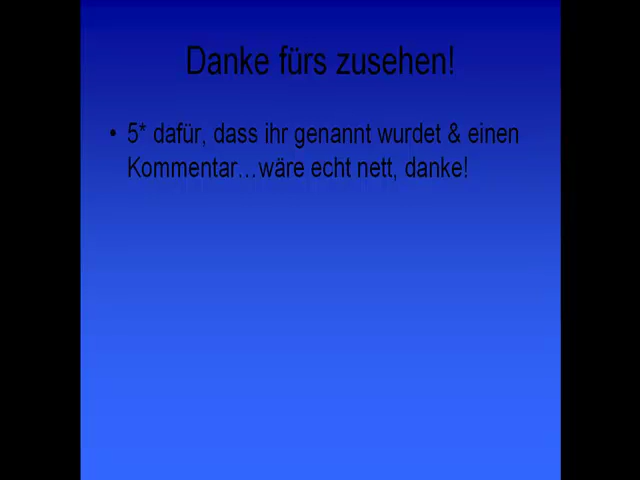 Danke fürs zusehen!
• 5* dafür, dass ihr genannt wurdet & einen
Kommentar…wäre echt nett, danke!